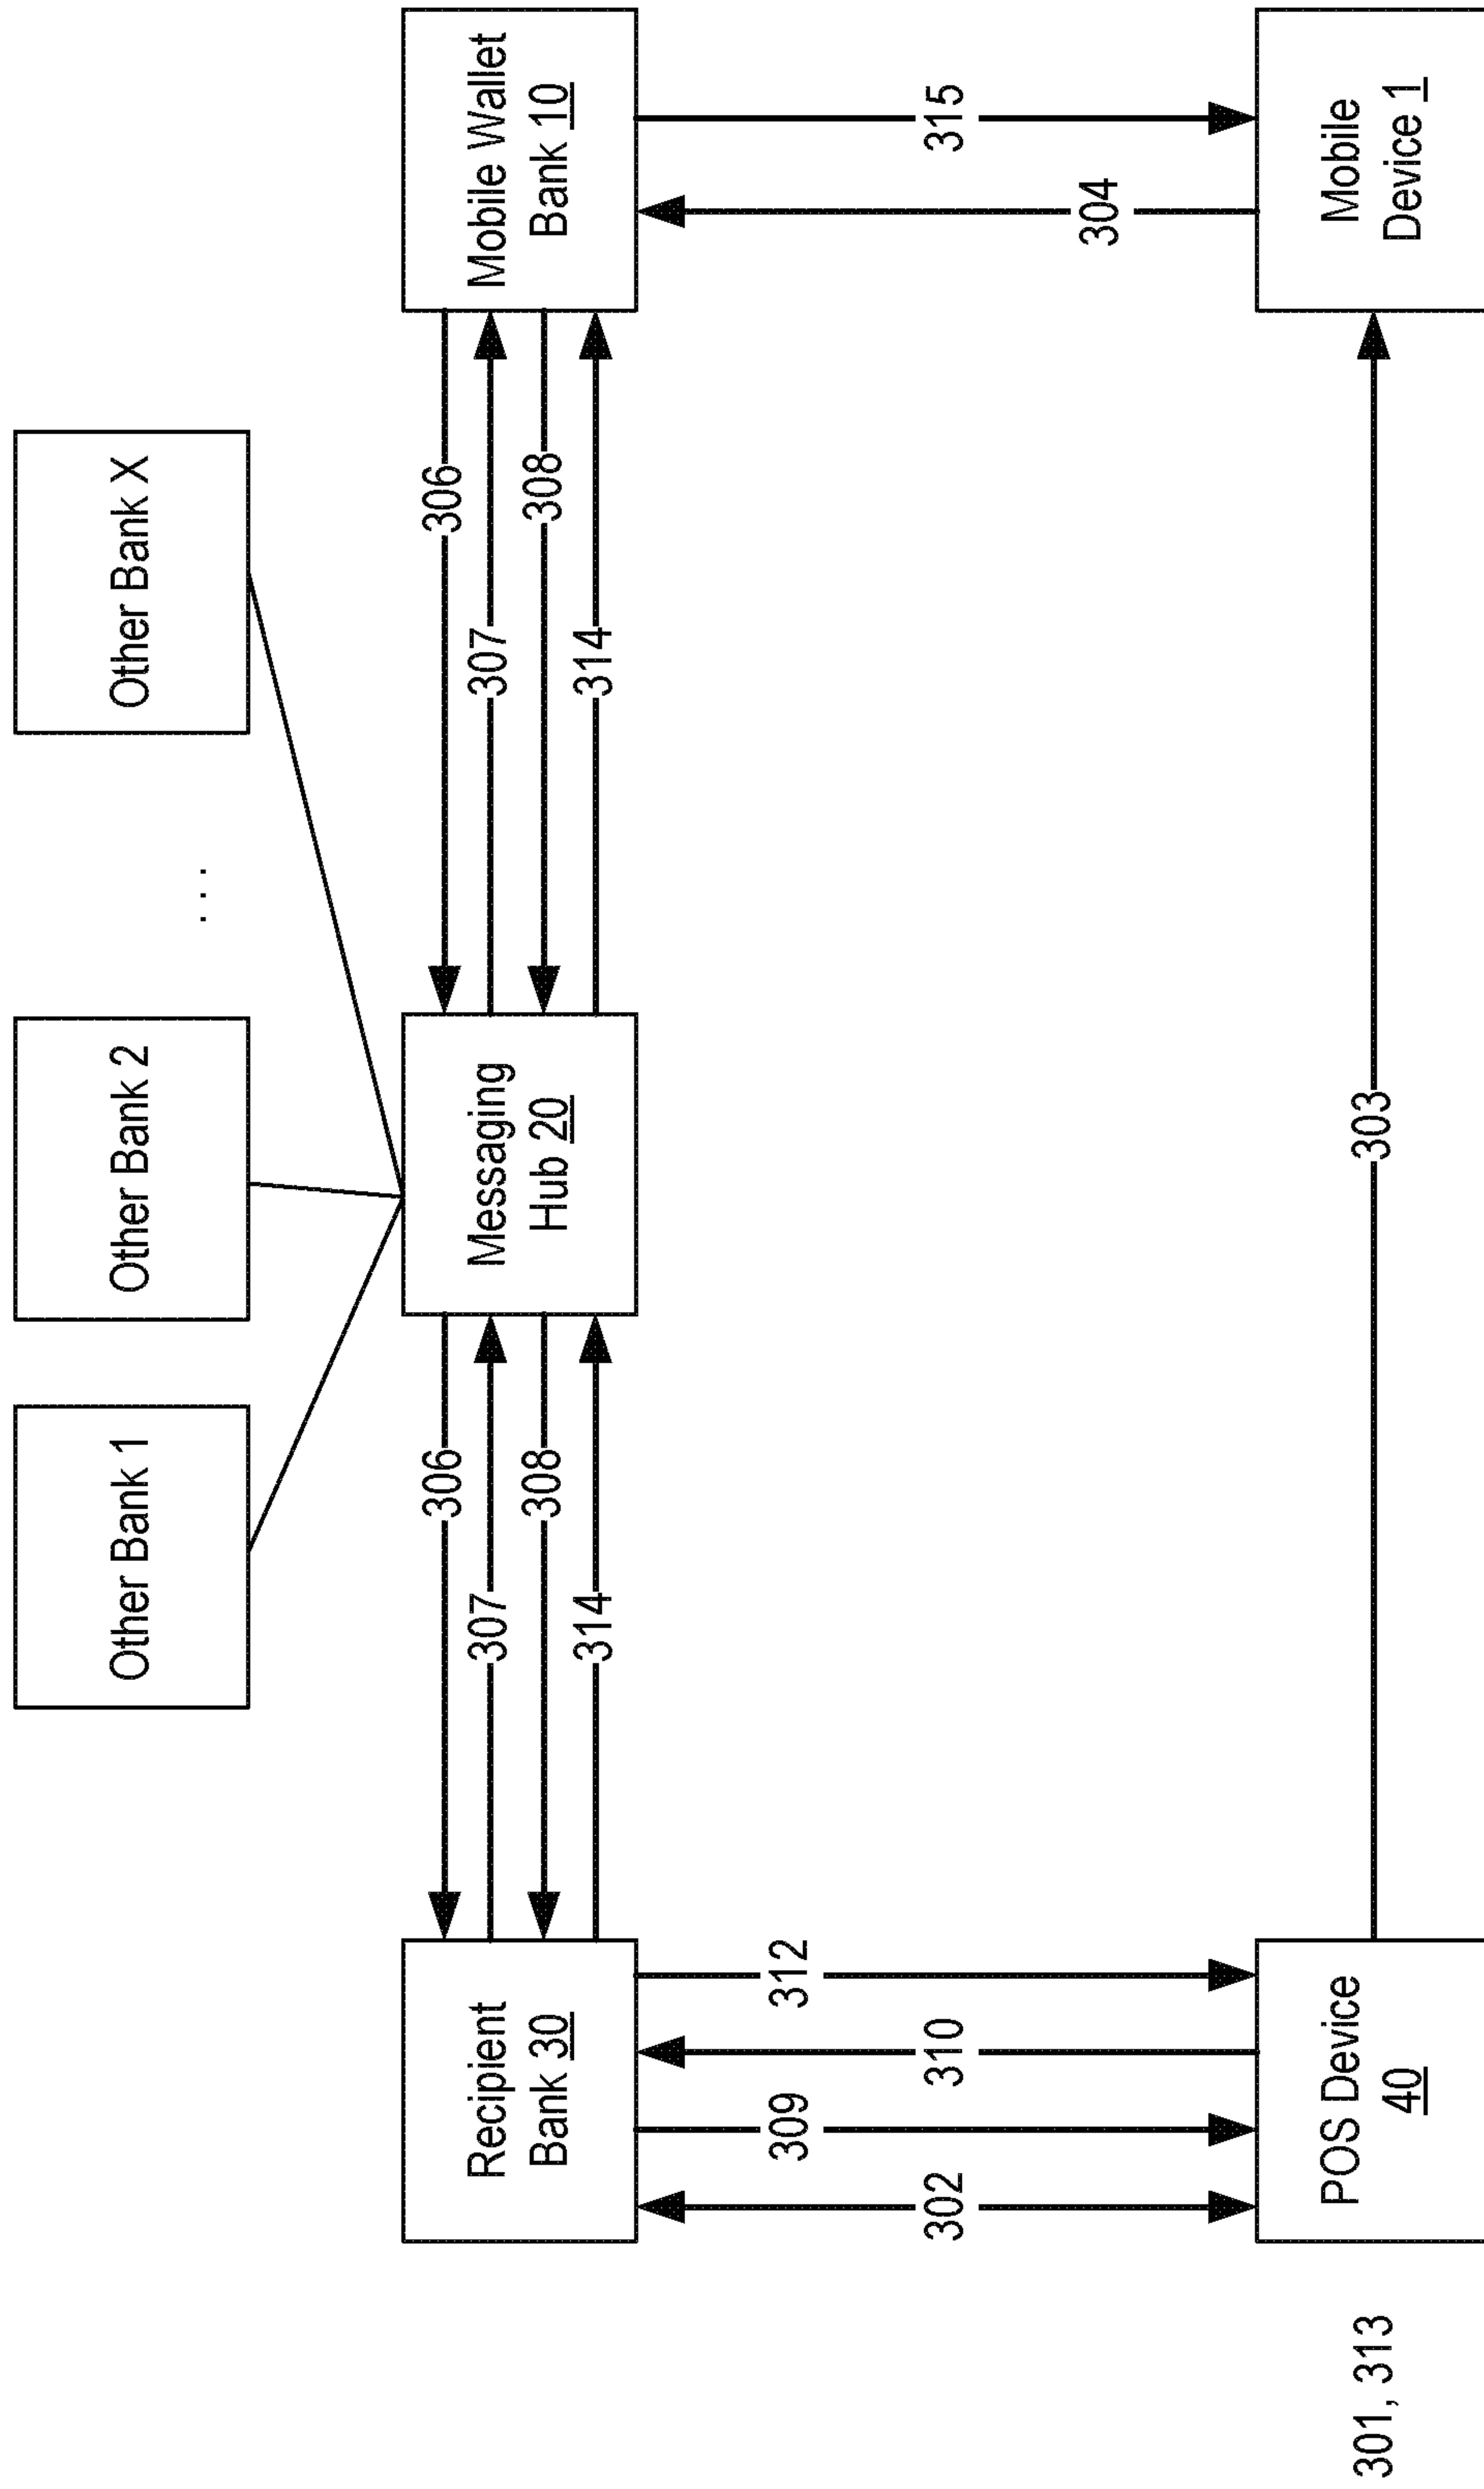 Other Bank 1
Other Bank 2
. . .
Other Bank X
Recipient
Bank 30
306
307
308
314
Messaging
Hub 20
306
307
308
314
Mobile Wallet
Bank 10
302
309
310
312
304
315
301, 313
POS Device
40
303
Mobile
Device 1